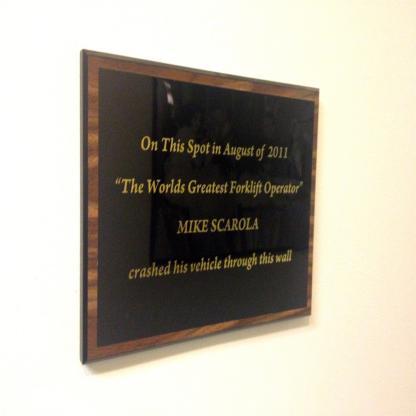 On This Spot in August of 2011
“The Worlds Greatest Forklift Operator”
MIKE SCAROLA
crashed his vehicle through this wall